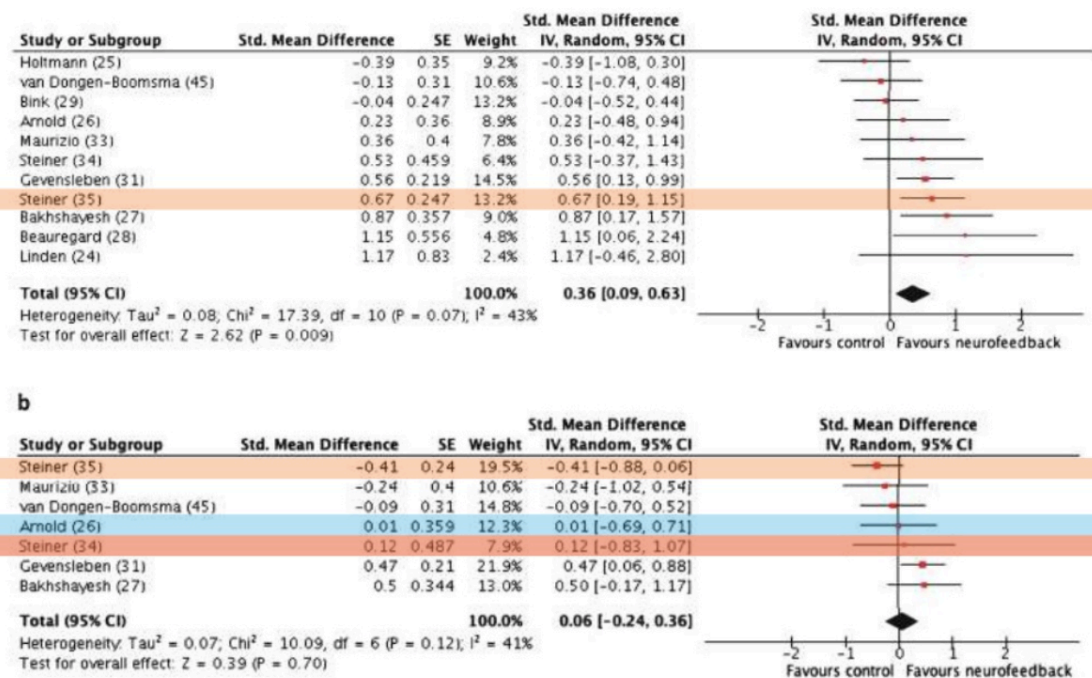 Std. Mean Difference Std. Mean Difference
Study or Subgroup Std. Mean Difference SE Weight IV, Random, 95% CI IV, Random, 95% CI
Holtmann (25) -0.39 0.35 9.2% -0.39 [-1.08, 0.30]
van Dongen-Boomsma (45) -0.13 0.31 10.6% -0.13 [-0.74, 0.48]
Bink (29) -0.04 0.247 13.2% -0.04 [-0.52, 0.44]
Arnold (26) 0.23 0.36 8.9% 0.23 [-0.48, 0.94]
Maurizio (33) 0.36 0.4 7.8% 0.36 [-0.42, 1.14]
Steiner (34) 0.53 0.459 6.4% 0.53 [-0.37, 1.43]
Gevensleben (31) 0.56 0.219 14.5% 0.56 [0.13, 0.99]
Steiner (35) 0.67 0.247 13.2% 0.67 [0.19, 1.15]
Bakhshayesh (27) 0.87 0.357 9.0% 0.87 [0.17, 1.57]
Beauregard (28) 1.15 0.556 4.8% 1.15 [0.06, 2.24]
Linden (24) 1.17 0.83 2.4% 1.17 [-0.46, 2.80]
Total (95% CI) 100.0% 0.36 [0.09, 0.63]
Heterogeneity: Tau² = 0.08; Chi² = 17.39, df = 10 (P = 0.07); I² = 43%
Test for overall effect: Z = 2.62 (P = 0.009)
-2 -1 0 1 2
Favours control Favours neurofeedback
b
Std. Mean Difference Std. Mean Difference
Study or Subgroup Std. Mean Difference SE Weight IV, Random, 95% CI IV, Random, 95% CI
Steiner (35) -0.41 0.24 19.5% -0.41 [-0.88, 0.06]
Maurizio (33) -0.24 0.4 10.6% -0.24 [-1.02, 0.54]
van Dongen-Boomsma (45) -0.09 0.31 14.8% -0.09 [-0.70, 0.52]
Arnold (26) 0.01 0.359 12.3% 0.01 [-0.69, 0.71]
Steiner (34) 0.12 0.487 7.9% 0.12 [-0.83, 1.07]
Gevensleben (31) 0.47 0.21 21.9% 0.47 [0.06, 0.88]
Bakhshayesh (27) 0.5 0.344 13.0% 0.50 [-0.17, 1.17]
Total (95% CI) 100.0% 0.06 [-0.24, 0.36]
Heterogeneity: Tau² = 0.07; Chi² = 10.09, df = 6 (P = 0.12); I² = 41%
Test for overall effect: Z = 0.39 (P = 0.70)
-2 -1 0 1 2
Favours control Favours neurofeedback